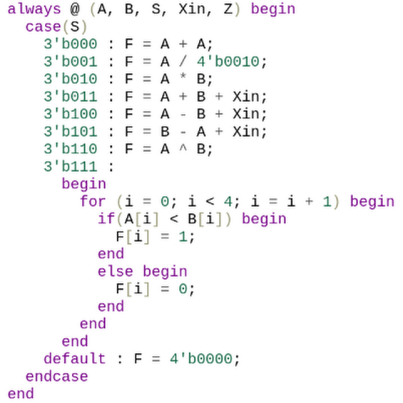 always @ (A, B, S, Xin, Z) begin
case(S)
3'b000 : F = A + A;
3'b001 : F = A / 4'b0010;
3'b010 : F = A * B;
3'b011 : F = A + B + Xin;
3'b100 : F = A - B + Xin;
3'b101 : F = B - A + Xin;
3'b110 : F = A ^ B;
3'b111 :
begin
for (i = 0; i < 4; i = i + 1) begin
if(A[i] < B[i]) begin
F[i] = 1;
end
else begin
F[i] = 0;
end
end
end
default : F = 4'b0000;
endcase
end